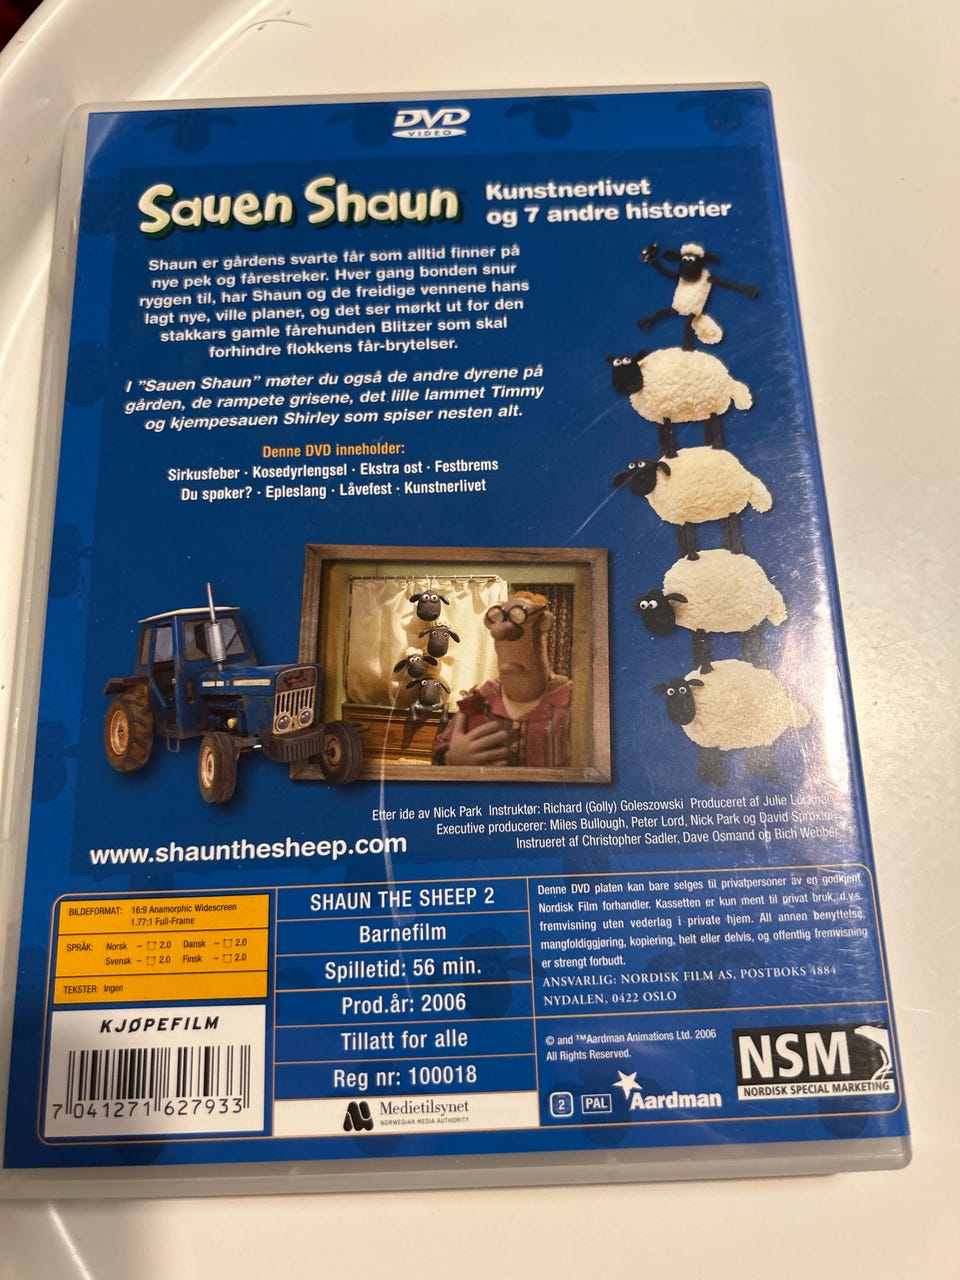 DVD
VIDEO
Sauen Shaun
Kunstnerlivet
og 7 andre historier
Shaun er gårdens svarte får som alltid finner på
nye pek og fårestreker. Hver gang bonden snur
ryggen til, har Shaun og de freidige vennene hans
lagt nye, ville planer, og det ser mørkt ut for den
stakkars gamle fårehunden Blitzer som skal
forhindre flokkens får-brytelser.
I "Sauen Shaun" møter du også de andre dyrene på
gården, de rampete grisene, det lille lammet Timmy
og kjempesauen Shirley som spiser nesten alt.
Denne DVD inneholder:
Sirkusfeber · Kosedyrlengsel · Ekstra ost · Festbrems
Du spøker? · Epleslang · Låvefest · Kunstnerlivet
Etter ide av Nick Park Instruktør: Richard (Golly) Goleszowski Produceret af Julie
Executive producerer: Miles Bullough, Peter Lord, Nick Park og David Sproxton
Instrueret af Christopher Sadler, Dave Osmand og Rich Webber
www.shaunthesheep.com
BILDEFORMAT: 16:9 Anamorphic Widescreen
1.77:1 Full-Frame
SPRÅK: Norsk - 2.0 Dansk - 2.0
Svensk - 2.0 Finsk - 2.0
TEKSTER: Ingen
KJØPEFILM
7 041271 627933
SHAUN THE SHEEP 2
Barnefilm
Spilletid: 56 min.
Prod.år: 2006
Tillatt for alle
Reg nr: 100018
Medietilsynet
NORWEGIAN MEDIA AUTHORITY
Denne DVD platen kan bare selges til privatpersoner av en godkjent
Nordisk Film forhandler. Kassetten er kun ment til privat bruk, d.v.s.
fremvisning uten vederlag i private hjem. All annen benyttelse,
mangfoldiggjøring, kopiering, helt eller delvis, og offentlig fremvisning
er strengt forbudt.
ANSVARLIG: NORDISK FILM AS, POSTBOKS 4884
NYDALEN, 0422 OSLO
© and ™Aardman Animations Ltd. 2006
All Rights Reserved.
2 PAL Aardman
NSM
NORDISK SPECIAL MARKETING